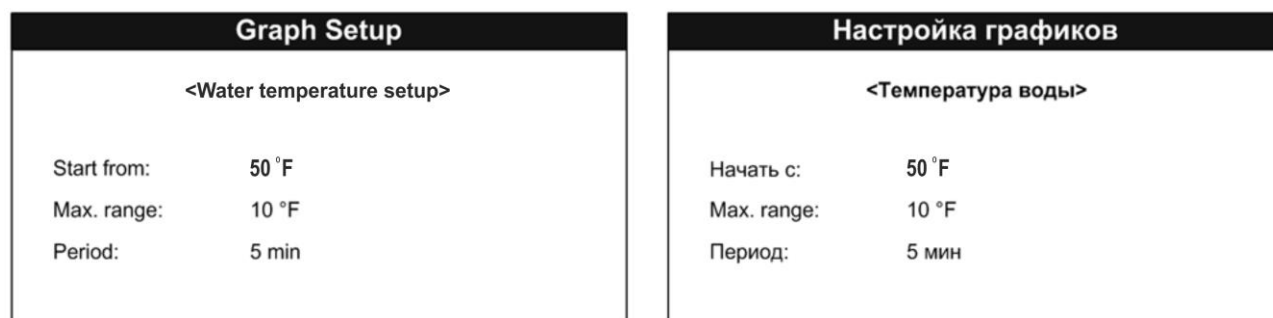 Graph Setup
<Water temperature setup>
Start from: 50 °F
Max. range: 10 °F
Period: 5 min
Настройка графиков
<Температура воды>
Начать с: 50 °F
Max. range: 10 °F
Период: 5 мин